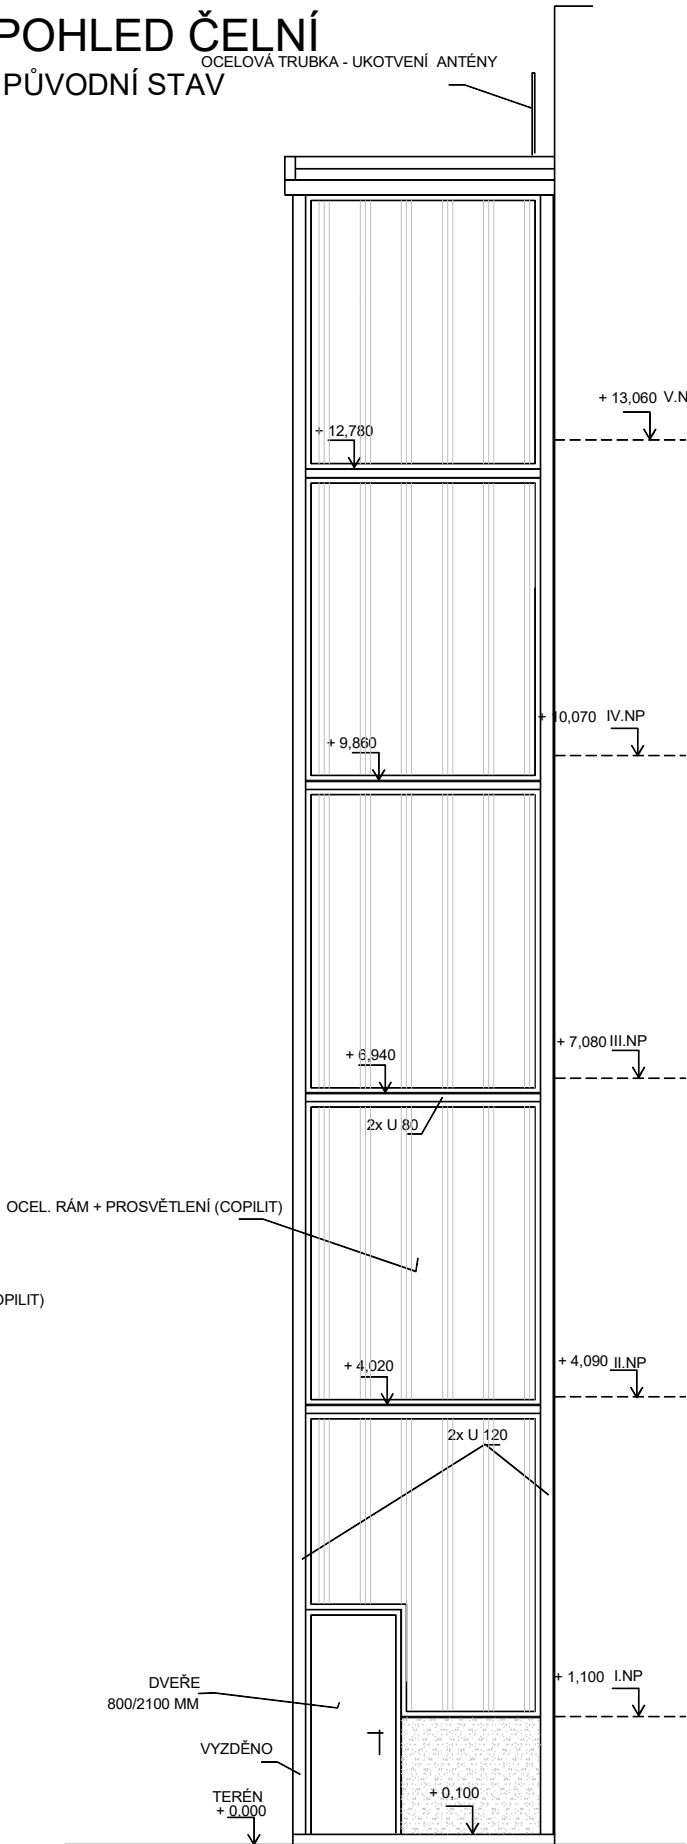 POHLED ČELNÍ
OCELOVÁ TRUBKA - UKOTVENÍ ANTÉNY
PŮVODNÍ STAV
+ 13,060 V.N
+ 12,780
+ 10,070 IV.NP
+ 9,860
+ 7,080 III.NP
+ 6,940
2x U 80
OCEL. RÁM + PROSVĚTLENÍ (COPILIT)
OPILIT)
+ 4,090 II.NP
+ 4,020
2x U 120
+ 1,100 I.NP
DVEŘE
800/2100 MM
VYZDĚNO
+ 0,100
TERÉN
+ 0,000